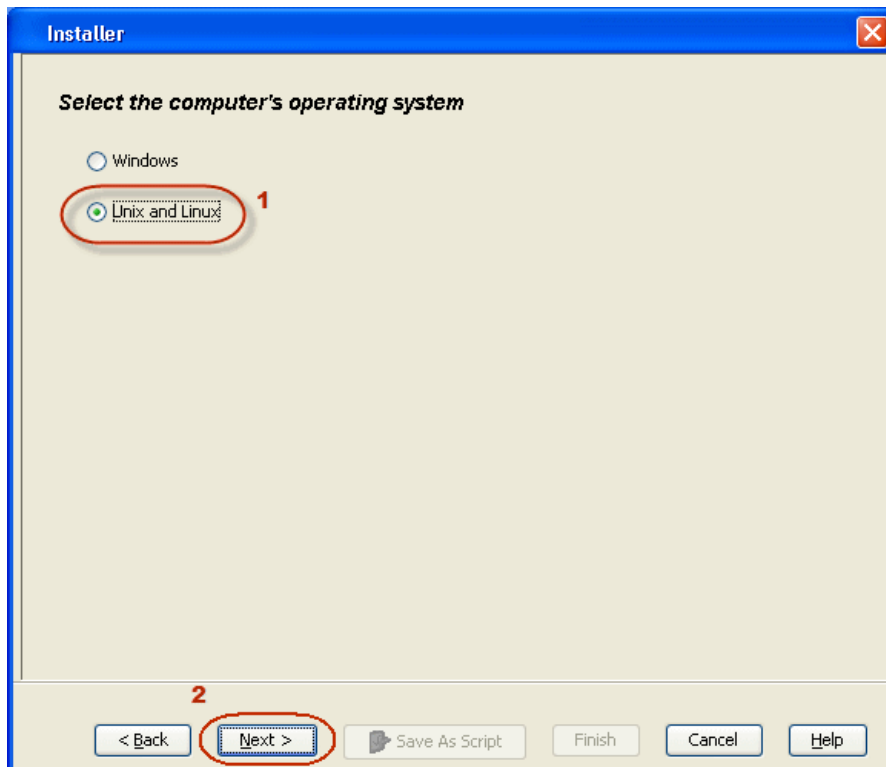 Installer
Select the computer's operating system
Windows
Unix and Linux 1
2
< Back Next > Save As Script Finish Cancel Help